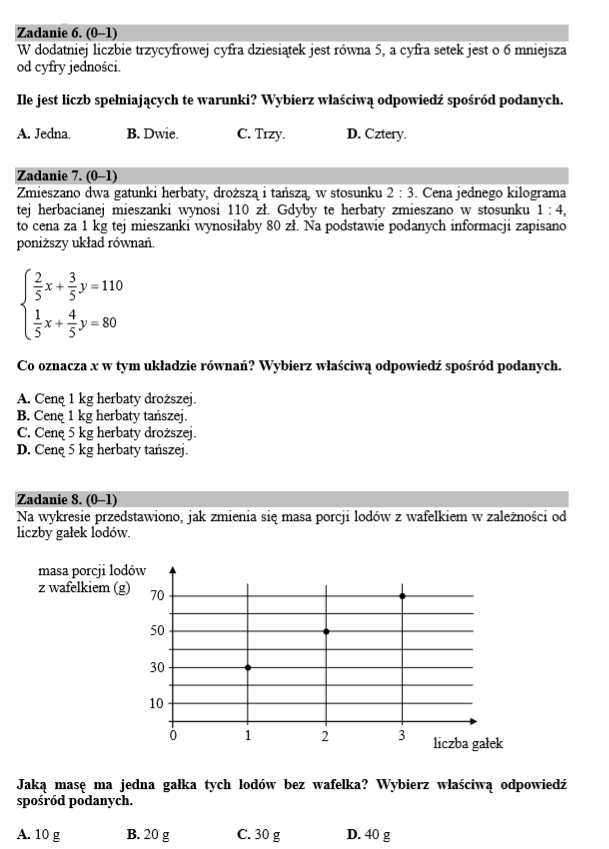 Zadanie 6. (0–1)
W dodatniej liczbie trzycyfrowej cyfra dziesiątek jest równa 5, a cyfra setek jest o 6 mniejsza
od cyfry jedności.
Ile jest liczb spełniających te warunki? Wybierz właściwą odpowiedź spośród podanych.
A. Jedna. B. Dwie. C. Trzy. D. Cztery.
Zadanie 7. (0–1)
Zmieszano dwa gatunki herbaty, droższą i tańszą, w stosunku 2 : 3. Cena jednego kilograma
tej herbacianej mieszanki wynosi 110 zł. Gdyby te herbaty zmieszano w stosunku 1 : 4,
to cena za 1 kg tej mieszanki wynosiłaby 80 zł. Na podstawie podanych informacji zapisano
poniższy układ równań.
2/5 x + 3/5 y = 110
1/5 x + 4/5 y = 80
Co oznacza x w tym układzie równań? Wybierz właściwą odpowiedź spośród podanych.
A. Cenę 1 kg herbaty droższej.
B. Cenę 1 kg herbaty tańszej.
C. Cenę 5 kg herbaty droższej.
D. Cenę 5 kg herbaty tańszej.
Zadanie 8. (0–1)
Na wykresie przedstawiono, jak zmienia się masa porcji lodów z wafelkiem w zależności od
liczby gałek lodów.
masa porcji lodów
z wafelkiem (g)
70
50
30
10
0 1 2 3
liczba gałek
Jaką masę ma jedna gałka tych lodów bez wafelka? Wybierz właściwą odpowiedź
spośród podanych.
A. 10 g B. 20 g C. 30 g D. 40 g